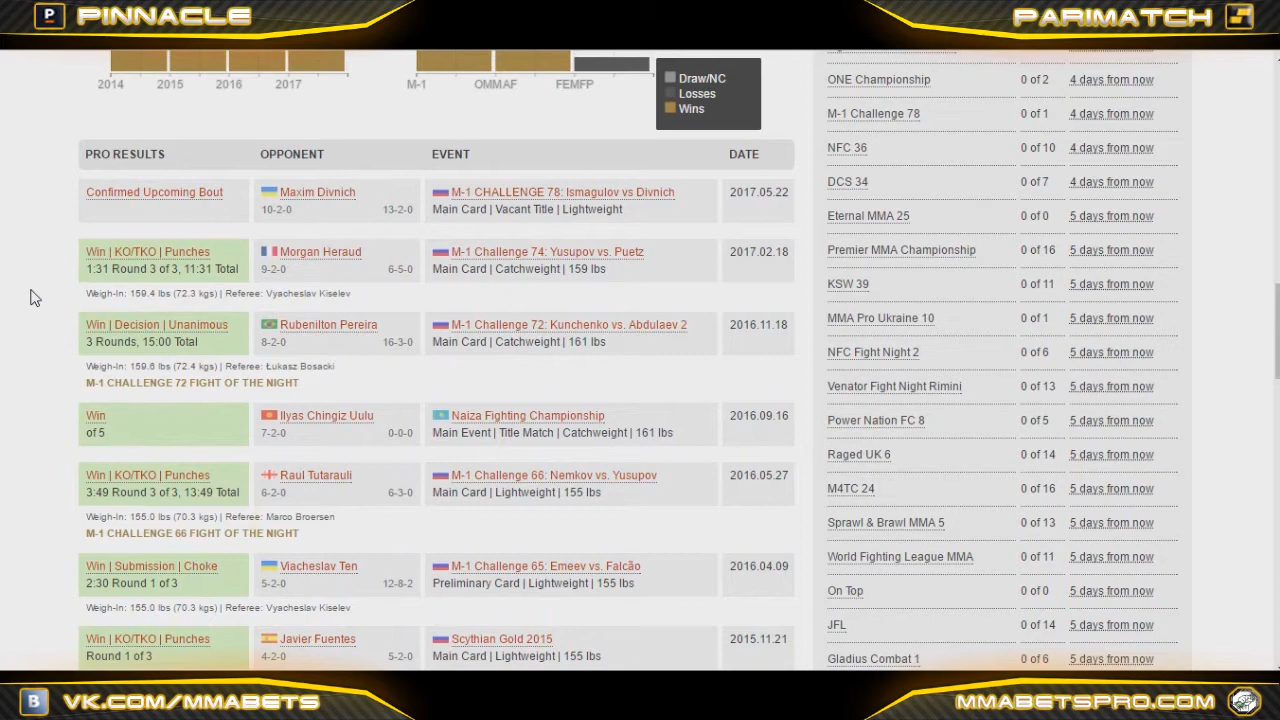 PINNACLE
PARIMATCH
2014 2015 2016 2017
M-1 OMMAF FEMFP
Draw/NC
Losses
Wins
PRO RESULTS OPPONENT EVENT DATE
Confirmed Upcoming Bout Maxim Divnich M-1 CHALLENGE 78: Ismagulov vs Divnich 2017.05.22
10-2-0 13-2-0 Main Card | Vacant Title | Lightweight
Win | KO/TKO | Punches Morgan Heraud M-1 Challenge 74: Yusupov vs. Puetz 2017.02.18
1:31 Round 3 of 3, 11:31 Total 9-2-0 6-5-0 Main Card | Catchweight | 159 lbs
Weigh-In: 159.4 lbs (72.3 kgs) | Referee: Vyacheslav Kiselev
Win | Decision | Unanimous Rubenilton Pereira M-1 Challenge 72: Kunchenko vs. Abdulaev 2 2016.11.18
3 Rounds, 15:00 Total 8-2-0 16-3-0 Main Card | Catchweight | 161 lbs
Weigh-In: 159.6 lbs (72.4 kgs) | Referee: Łukasz Bosacki
M-1 CHALLENGE 72 FIGHT OF THE NIGHT
Win Ilyas Chingiz Uulu Naiza Fighting Championship 2016.09.16
of 5 7-2-0 0-0-0 Main Event | Title Match | Catchweight | 161 lbs
Win | KO/TKO | Punches Raul Tutarauli M-1 Challenge 66: Nemkov vs. Yusupov 2016.05.27
3:49 Round 3 of 3, 13:49 Total 6-2-0 6-3-0 Main Card | Lightweight | 155 lbs
Weigh-In: 155.0 lbs (70.3 kgs) | Referee: Marco Broersen
M-1 CHALLENGE 66 FIGHT OF THE NIGHT
Win | Submission | Choke Viacheslav Ten M-1 Challenge 65: Emeev vs. Falcão 2016.04.09
2:30 Round 1 of 3 5-2-0 12-8-2 Preliminary Card | Lightweight | 155 lbs
Weigh-In: 155.0 lbs (70.3 kgs) | Referee: Vyacheslav Kiselev
Win | KO/TKO | Punches Javier Fuentes Scythian Gold 2015 2015.11.21
Round 1 of 3 4-2-0 5-2-0 Main Card | Lightweight | 155 lbs
ONE Championship 0 of 2 4 days from now
M-1 Challenge 78 0 of 1 4 days from now
NFC 36 0 of 10 4 days from now
DCS 34 0 of 7 4 days from now
Eternal MMA 25 0 of 0 5 days from now
Premier MMA Championship 0 of 16 5 days from now
KSW 39 0 of 11 5 days from now
MMA Pro Ukraine 10 0 of 1 5 days from now
NFC Fight Night 2 0 of 6 5 days from now
Venator Fight Night Rimini 0 of 13 5 days from now
Power Nation FC 8 0 of 5 5 days from now
Raged UK 6 0 of 14 5 days from now
M4TC 24 0 of 16 5 days from now
Sprawl & Brawl MMA 5 0 of 13 5 days from now
World Fighting League MMA 0 of 11 5 days from now
On Top 0 of 0 5 days from now
JFL 0 of 14 5 days from now
Gladius Combat 1 0 of 6 5 days from now
VK.COM/MMABETS
MMABETSPRO.COM